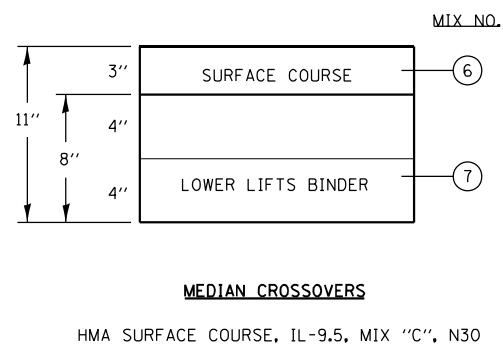 MIX NO.
3'' SURFACE COURSE 6
11''
4''
8''
4'' LOWER LIFTS BINDER 7
MEDIAN CROSSOVERS
HMA SURFACE COURSE, IL-9.5, MIX ''C'', N30